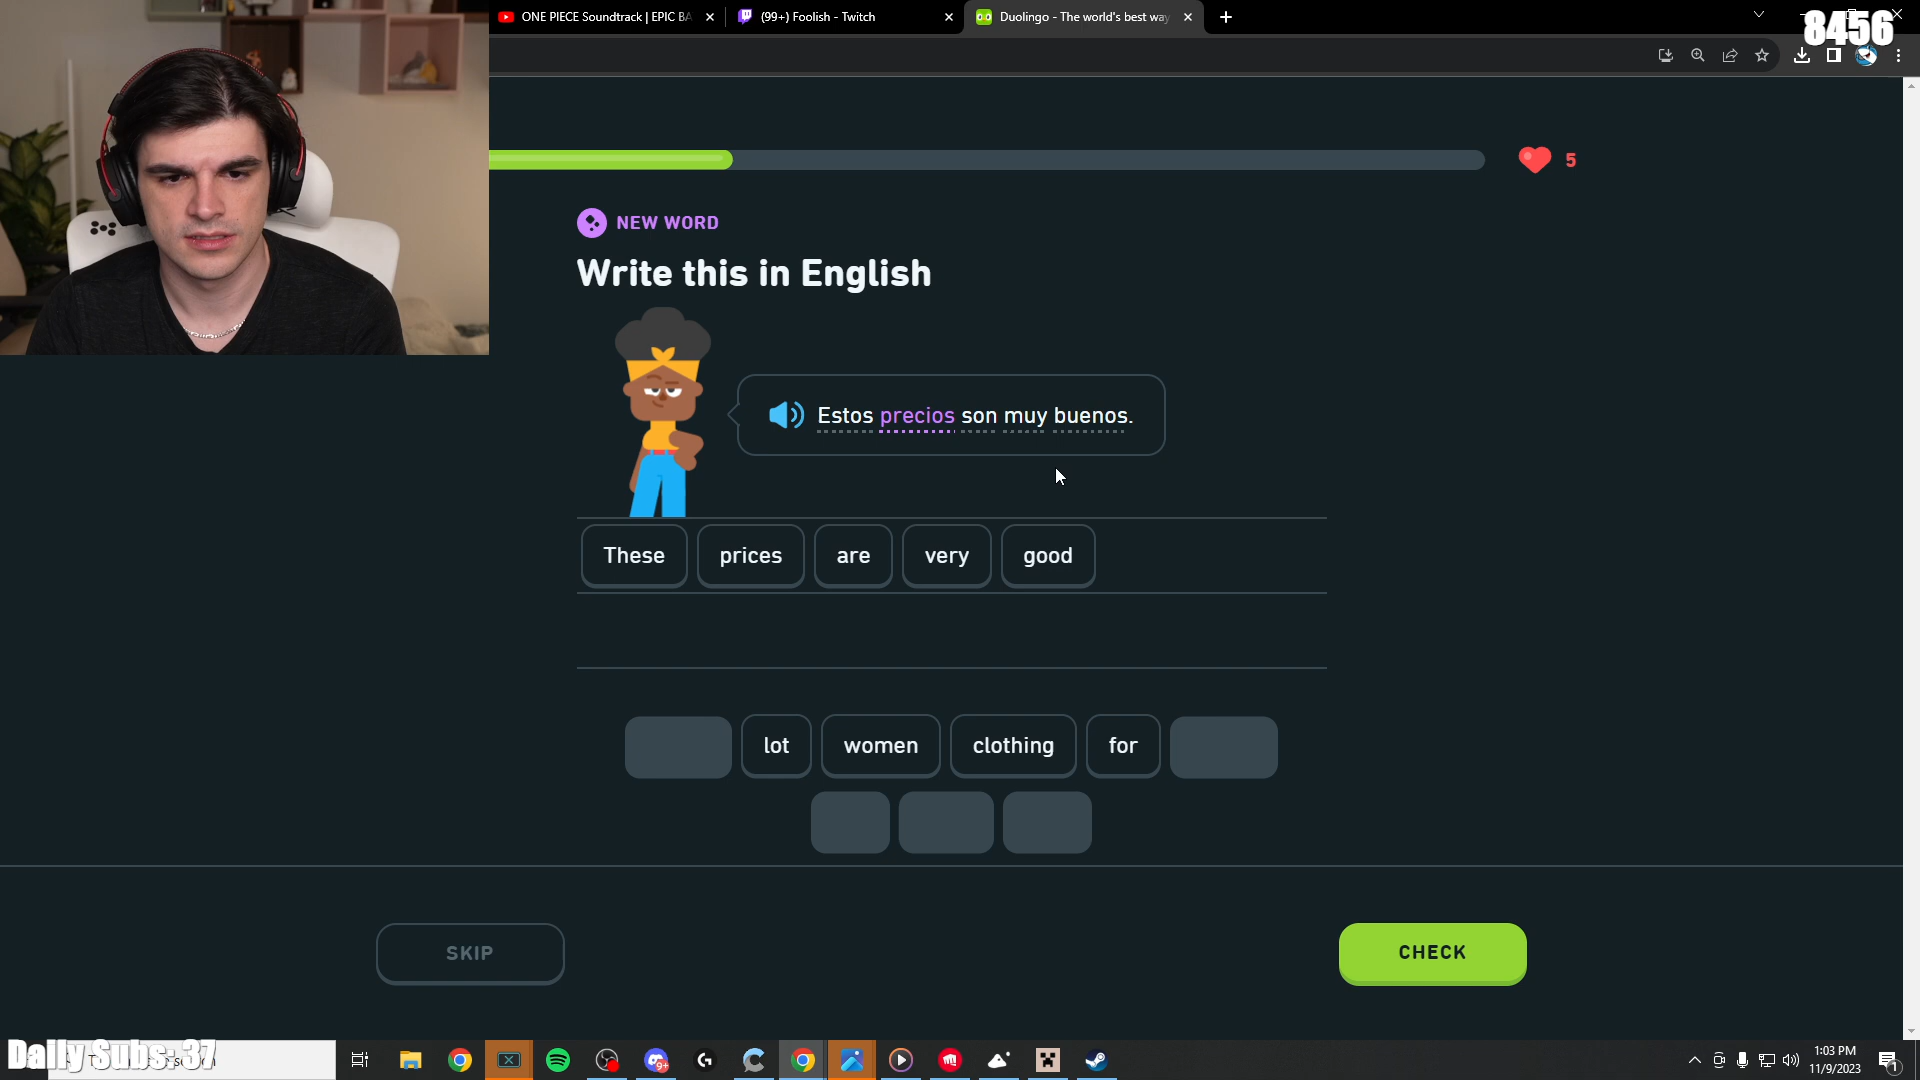 ONE PIECE Soundtrack | EPIC BA
(99+) Foolish - Twitch
Duolingo - The world's best way
8456
5
NEW WORD
Write this in English
Estos precios son muy buenos.
These prices are very good
lot women clothing for
SKIP
CHECK
Daily Subs: 37
9+
1:03 PM
11/9/2023
1